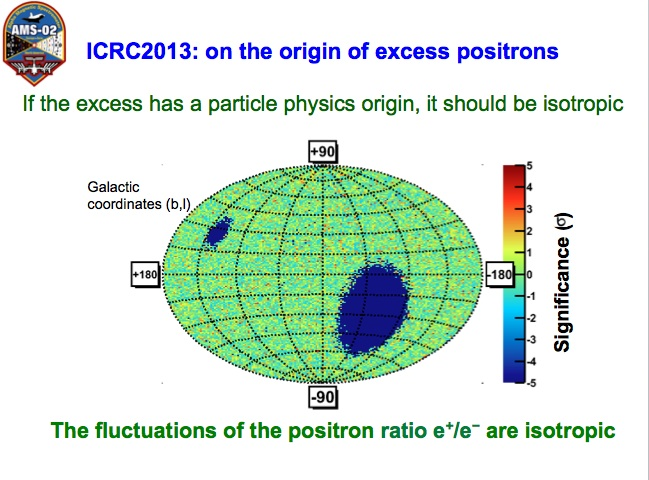 AMS-02
ICRC2013: on the origin of excess positrons
If the excess has a particle physics origin, it should be isotropic
+90
Galactic
coordinates (b,l)
+180
-180
-90
5
4
3
2
1
0
-1
-2
-3
-4
-5
Significance (σ)
The fluctuations of the positron ratio e⁺/e⁻ are isotropic